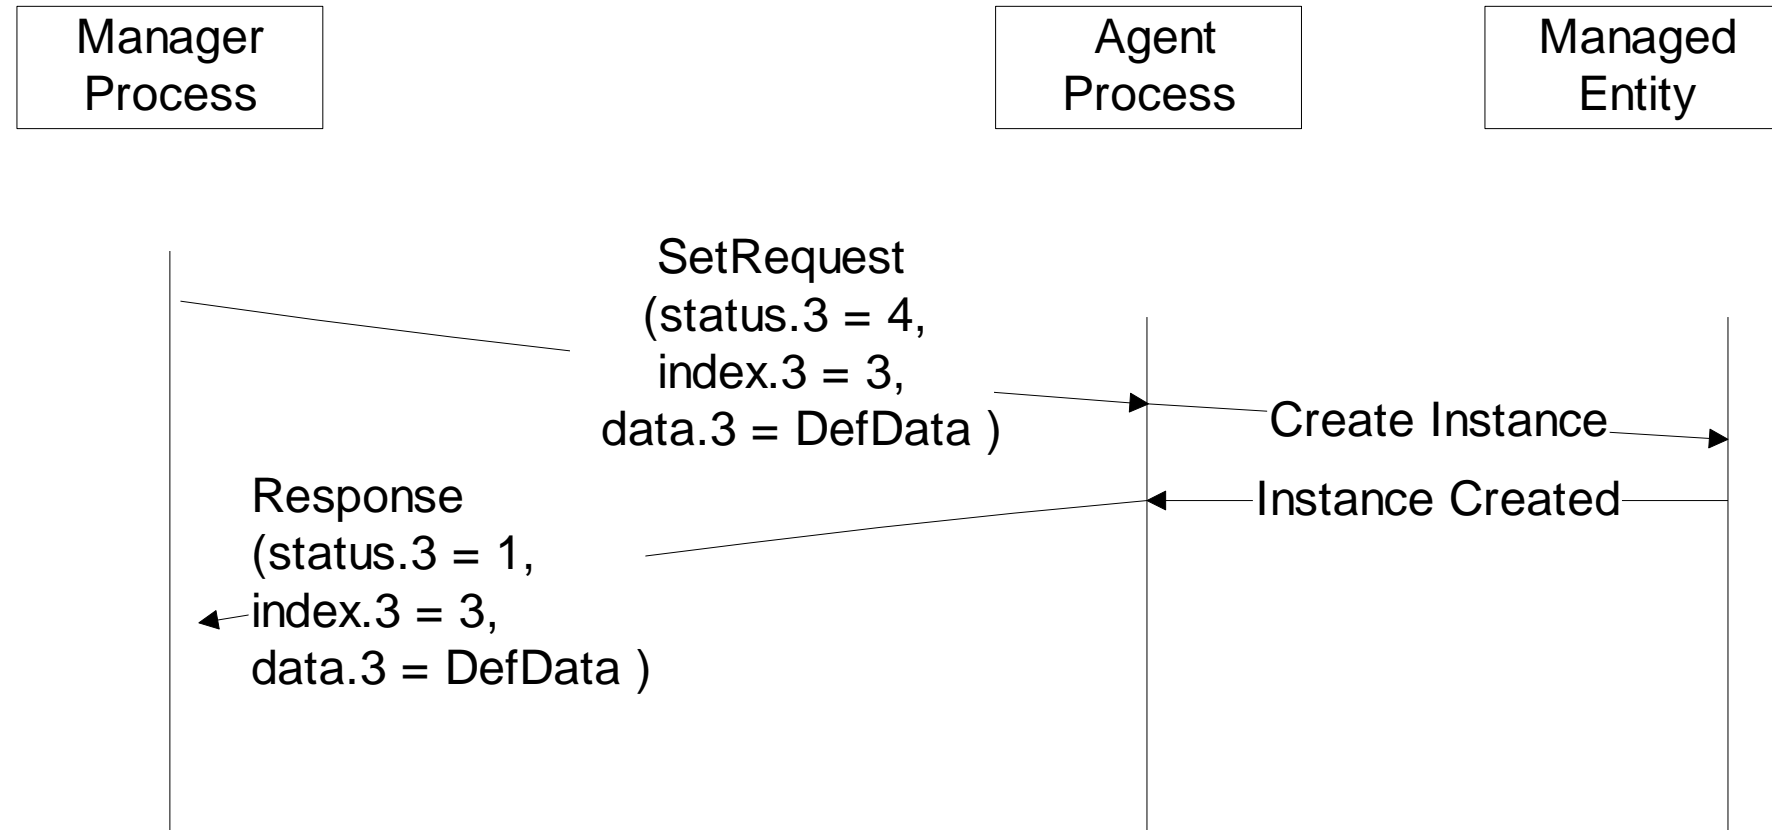 Manager
Process
Agent
Process
Managed
Entity
SetRequest
(status.3 = 4,
index.3 = 3,
data.3 = DefData )
Create Instance
Instance Created
Response
(status.3 = 1,
index.3 = 3,
data.3 = DefData )